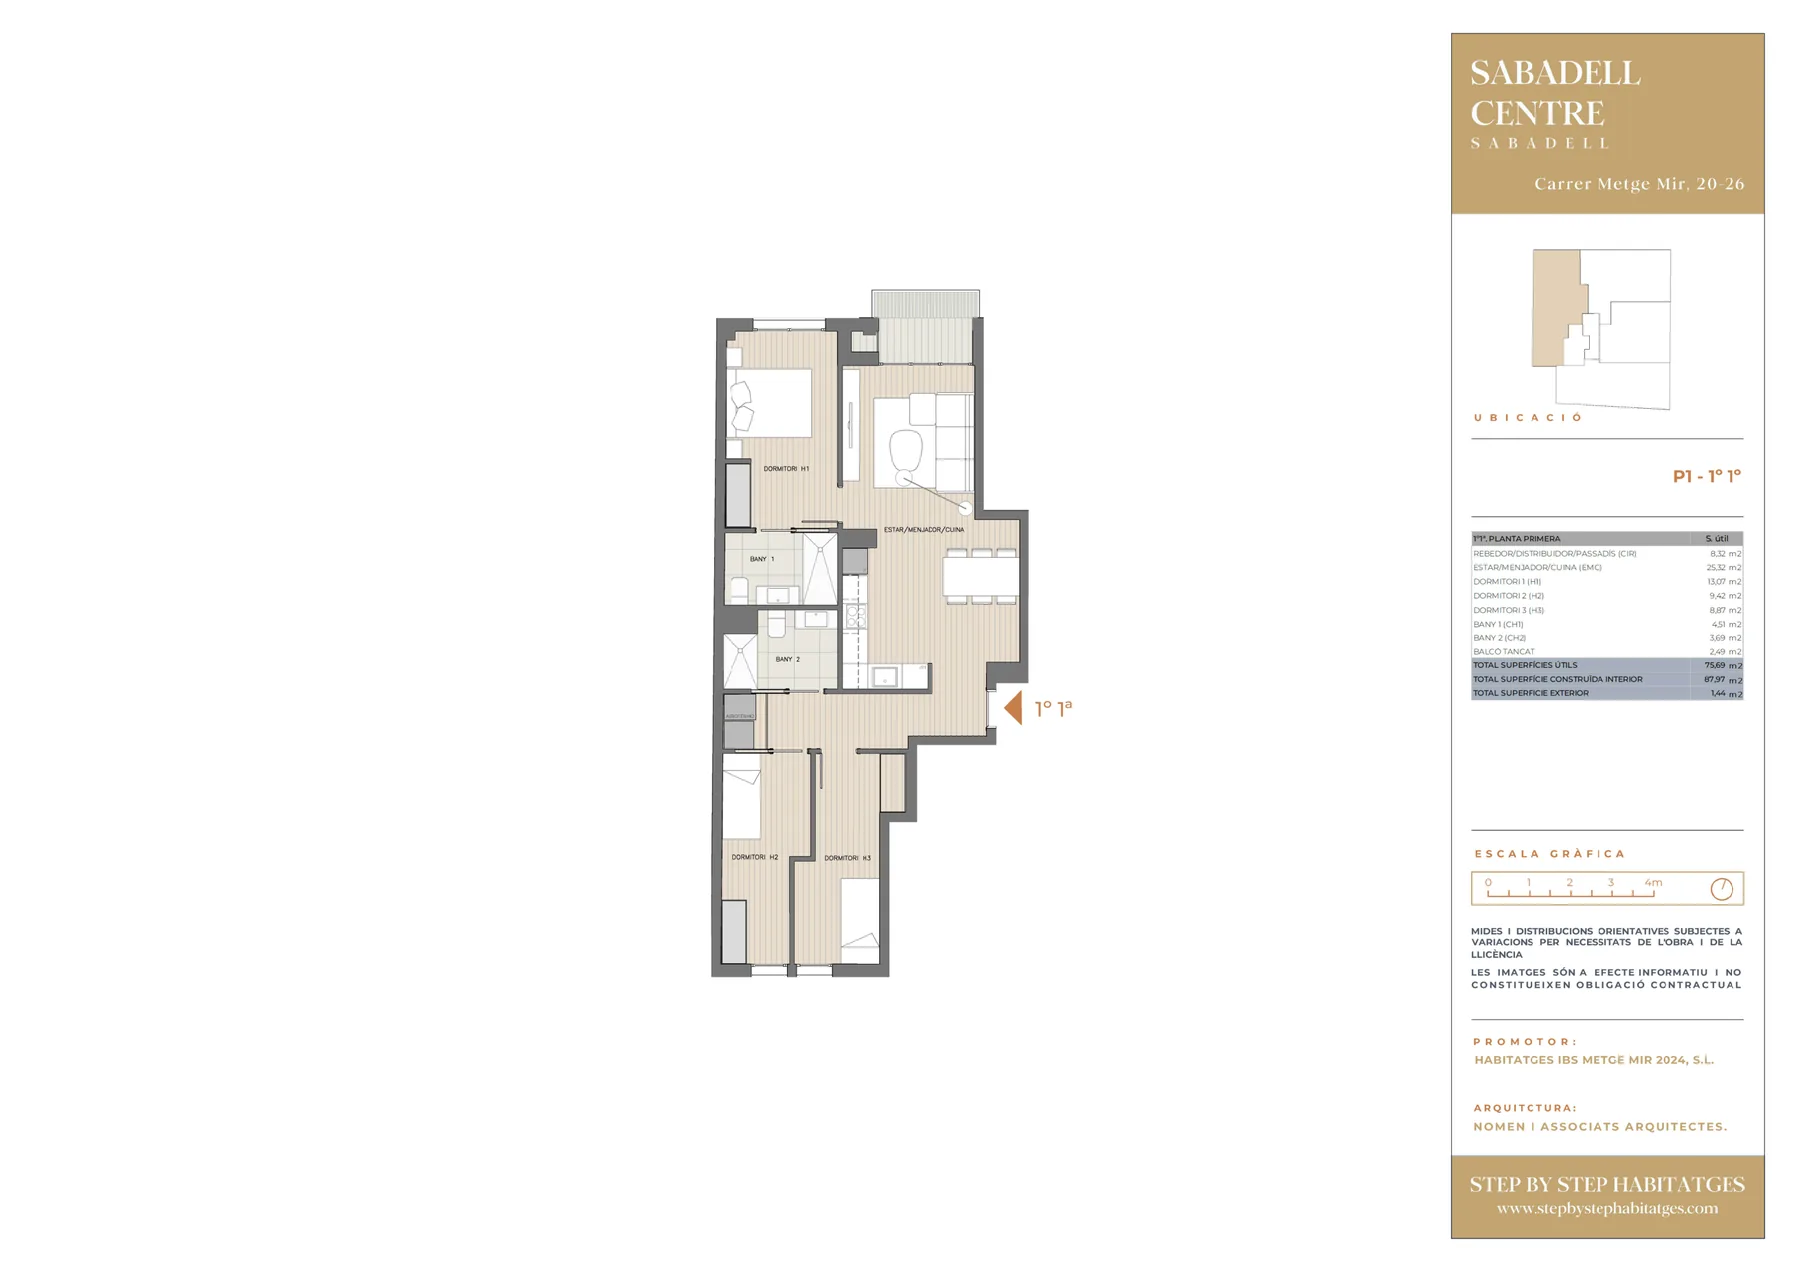 SABADELL
CENTRE
SABADELL
Carrer Metge Mir, 20-26
UBICACIÓ
P1 - 1º 1º
1º1ª. PLANTA PRIMERA S. útil
REBEDOR/DISTRIBUIDOR/PASSADÍS (CIR) 8,32 m2
ESTAR/MENJADOR/CUINA (EMC) 25,32 m2
DORMITORI 1 (H1) 13,07 m2
DORMITORI 2 (H2) 9,42 m2
DORMITORI 3 (H3) 8,87 m2
BANY 1 (CH1) 4,51 m2
BANY 2 (CH2) 3,69 m2
BALCÓ TANCAT 2,49 m2
TOTAL SUPERFÍCIES ÚTILS 75,69 m2
TOTAL SUPERFÍCIE CONSTRUÏDA INTERIOR 87,97 m2
TOTAL SUPERFICIE EXTERIOR 1,44 m2
DORMITORI H1
ESTAR/MENJADOR/CUINA
BANY 1
BANY 2
1º 1ª
DORMITORI H2
DORMITORI H3
ESCALA GRÀFICA
0 1 2 3 4m
MIDES I DISTRIBUCIONS ORIENTATIVES SUBJECTES A
VARIACIONS PER NECESSITATS DE L'OBRA I DE LA
LLICÈNCIA
LES IMATGES SÓN A EFECTE INFORMATIU I NO
CONSTITUEIXEN OBLIGACIÓ CONTRACTUAL
PROMOTOR:
HABITATGES IBS METGE MIR 2024, S.L.
ARQUITCTURA:
NOMEN I ASSOCIATS ARQUITECTES.
STEP BY STEP HABITATGES
www.stepbystephabitatges.com